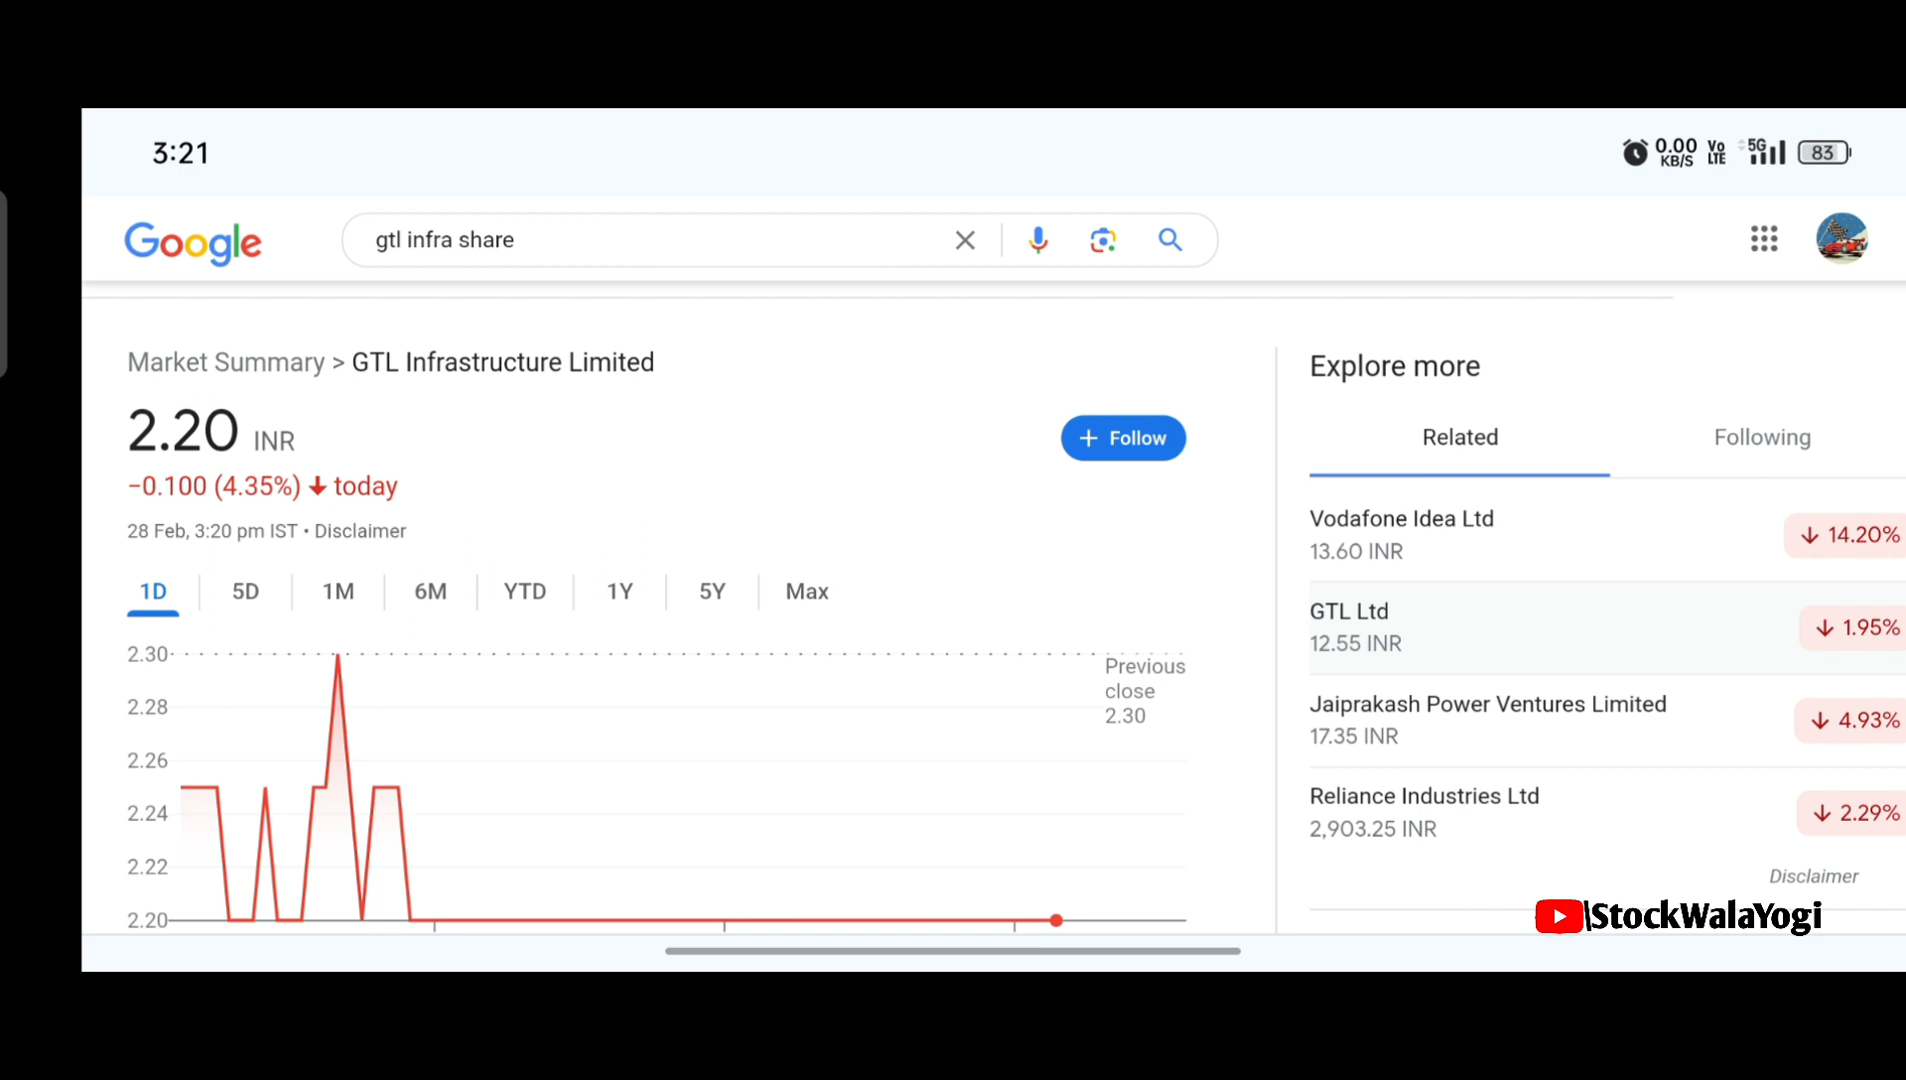 3:21
0.00 KB/S Vo LTE 5G 83
Google
gtl infra share
Market Summary > GTL Infrastructure Limited
2.20 INR
+ Follow
−0.100 (4.35%) ↓ today
28 Feb, 3:20 pm IST • Disclaimer
1D 5D 1M 6M YTD 1Y 5Y Max
2.30
2.28
2.26
2.24
2.22
2.20
Previous
close
2.30
Explore more
Related Following
Vodafone Idea Ltd
13.60 INR
↓ 14.20%
GTL Ltd
12.55 INR
↓ 1.95%
Jaiprakash Power Ventures Limited
17.35 INR
↓ 4.93%
Reliance Industries Ltd
2,903.25 INR
↓ 2.29%
Disclaimer
\StockWalaYogi